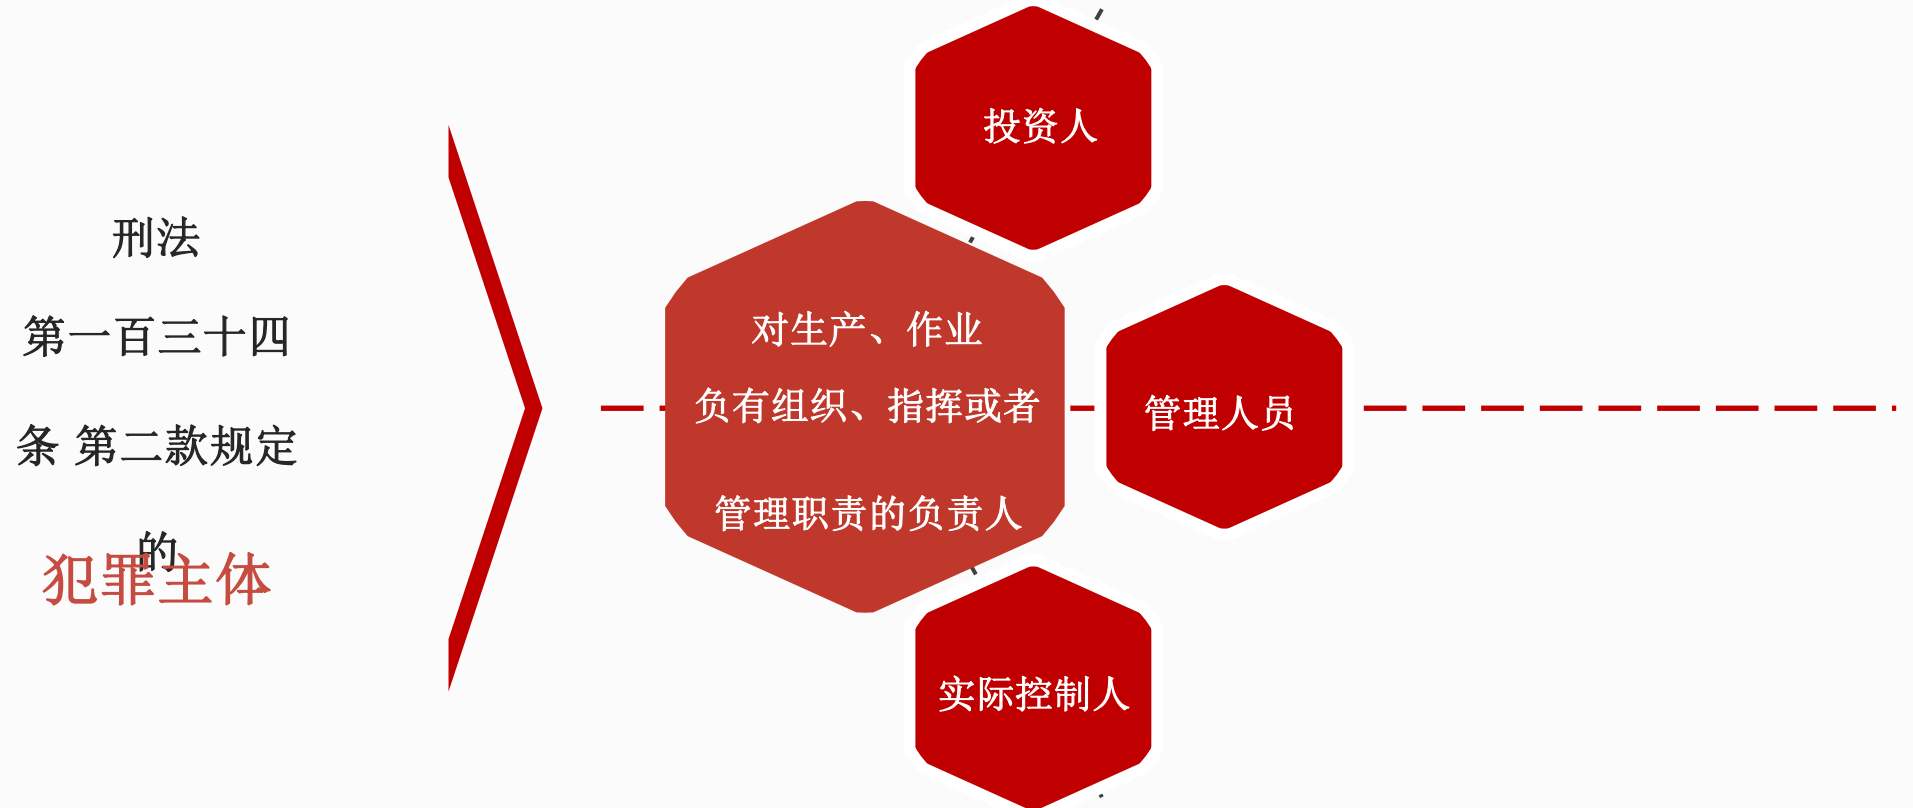 刑法
第一百三十四
条 第二款规定
的
犯罪主体
投资人
对生产、作业
负有组织、指挥或者
管理职责的负责人
管理人员
实际控制人